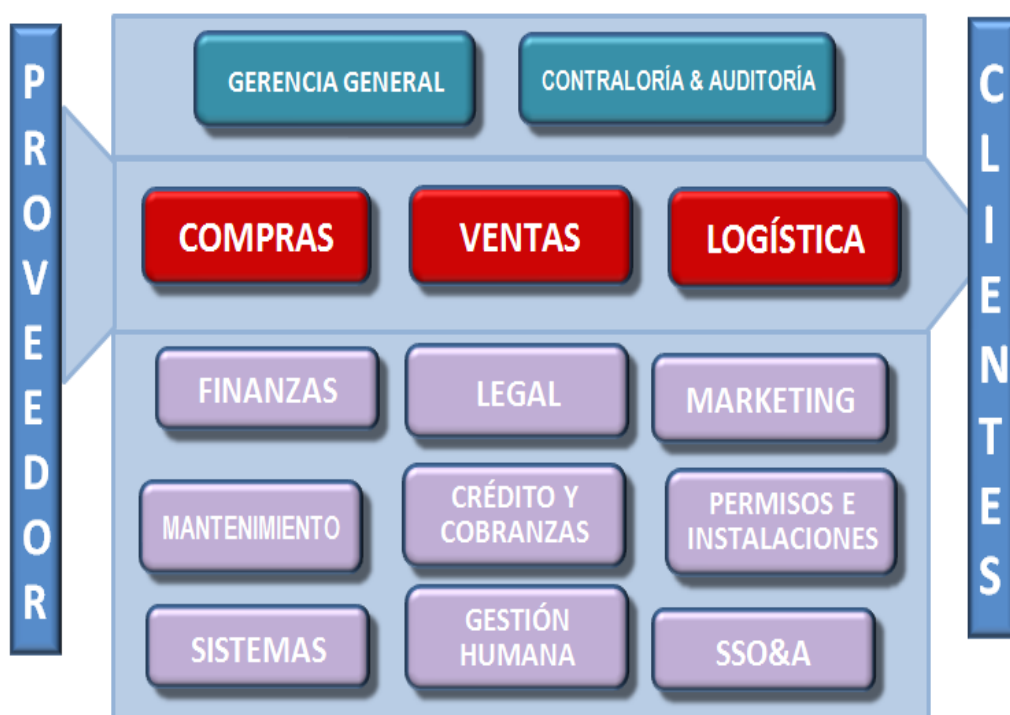 PROVEEDOR
GERENCIA GENERAL
CONTRALORÍA & AUDITORÍA
COMPRAS
VENTAS
LOGÍSTICA
FINANZAS
LEGAL
MARKETING
MANTENIMIENTO
CRÉDITO Y
COBRANZAS
PERMISOS E
INSTALACIONES
SISTEMAS
GESTIÓN
HUMANA
SSO&A
CLIENTES